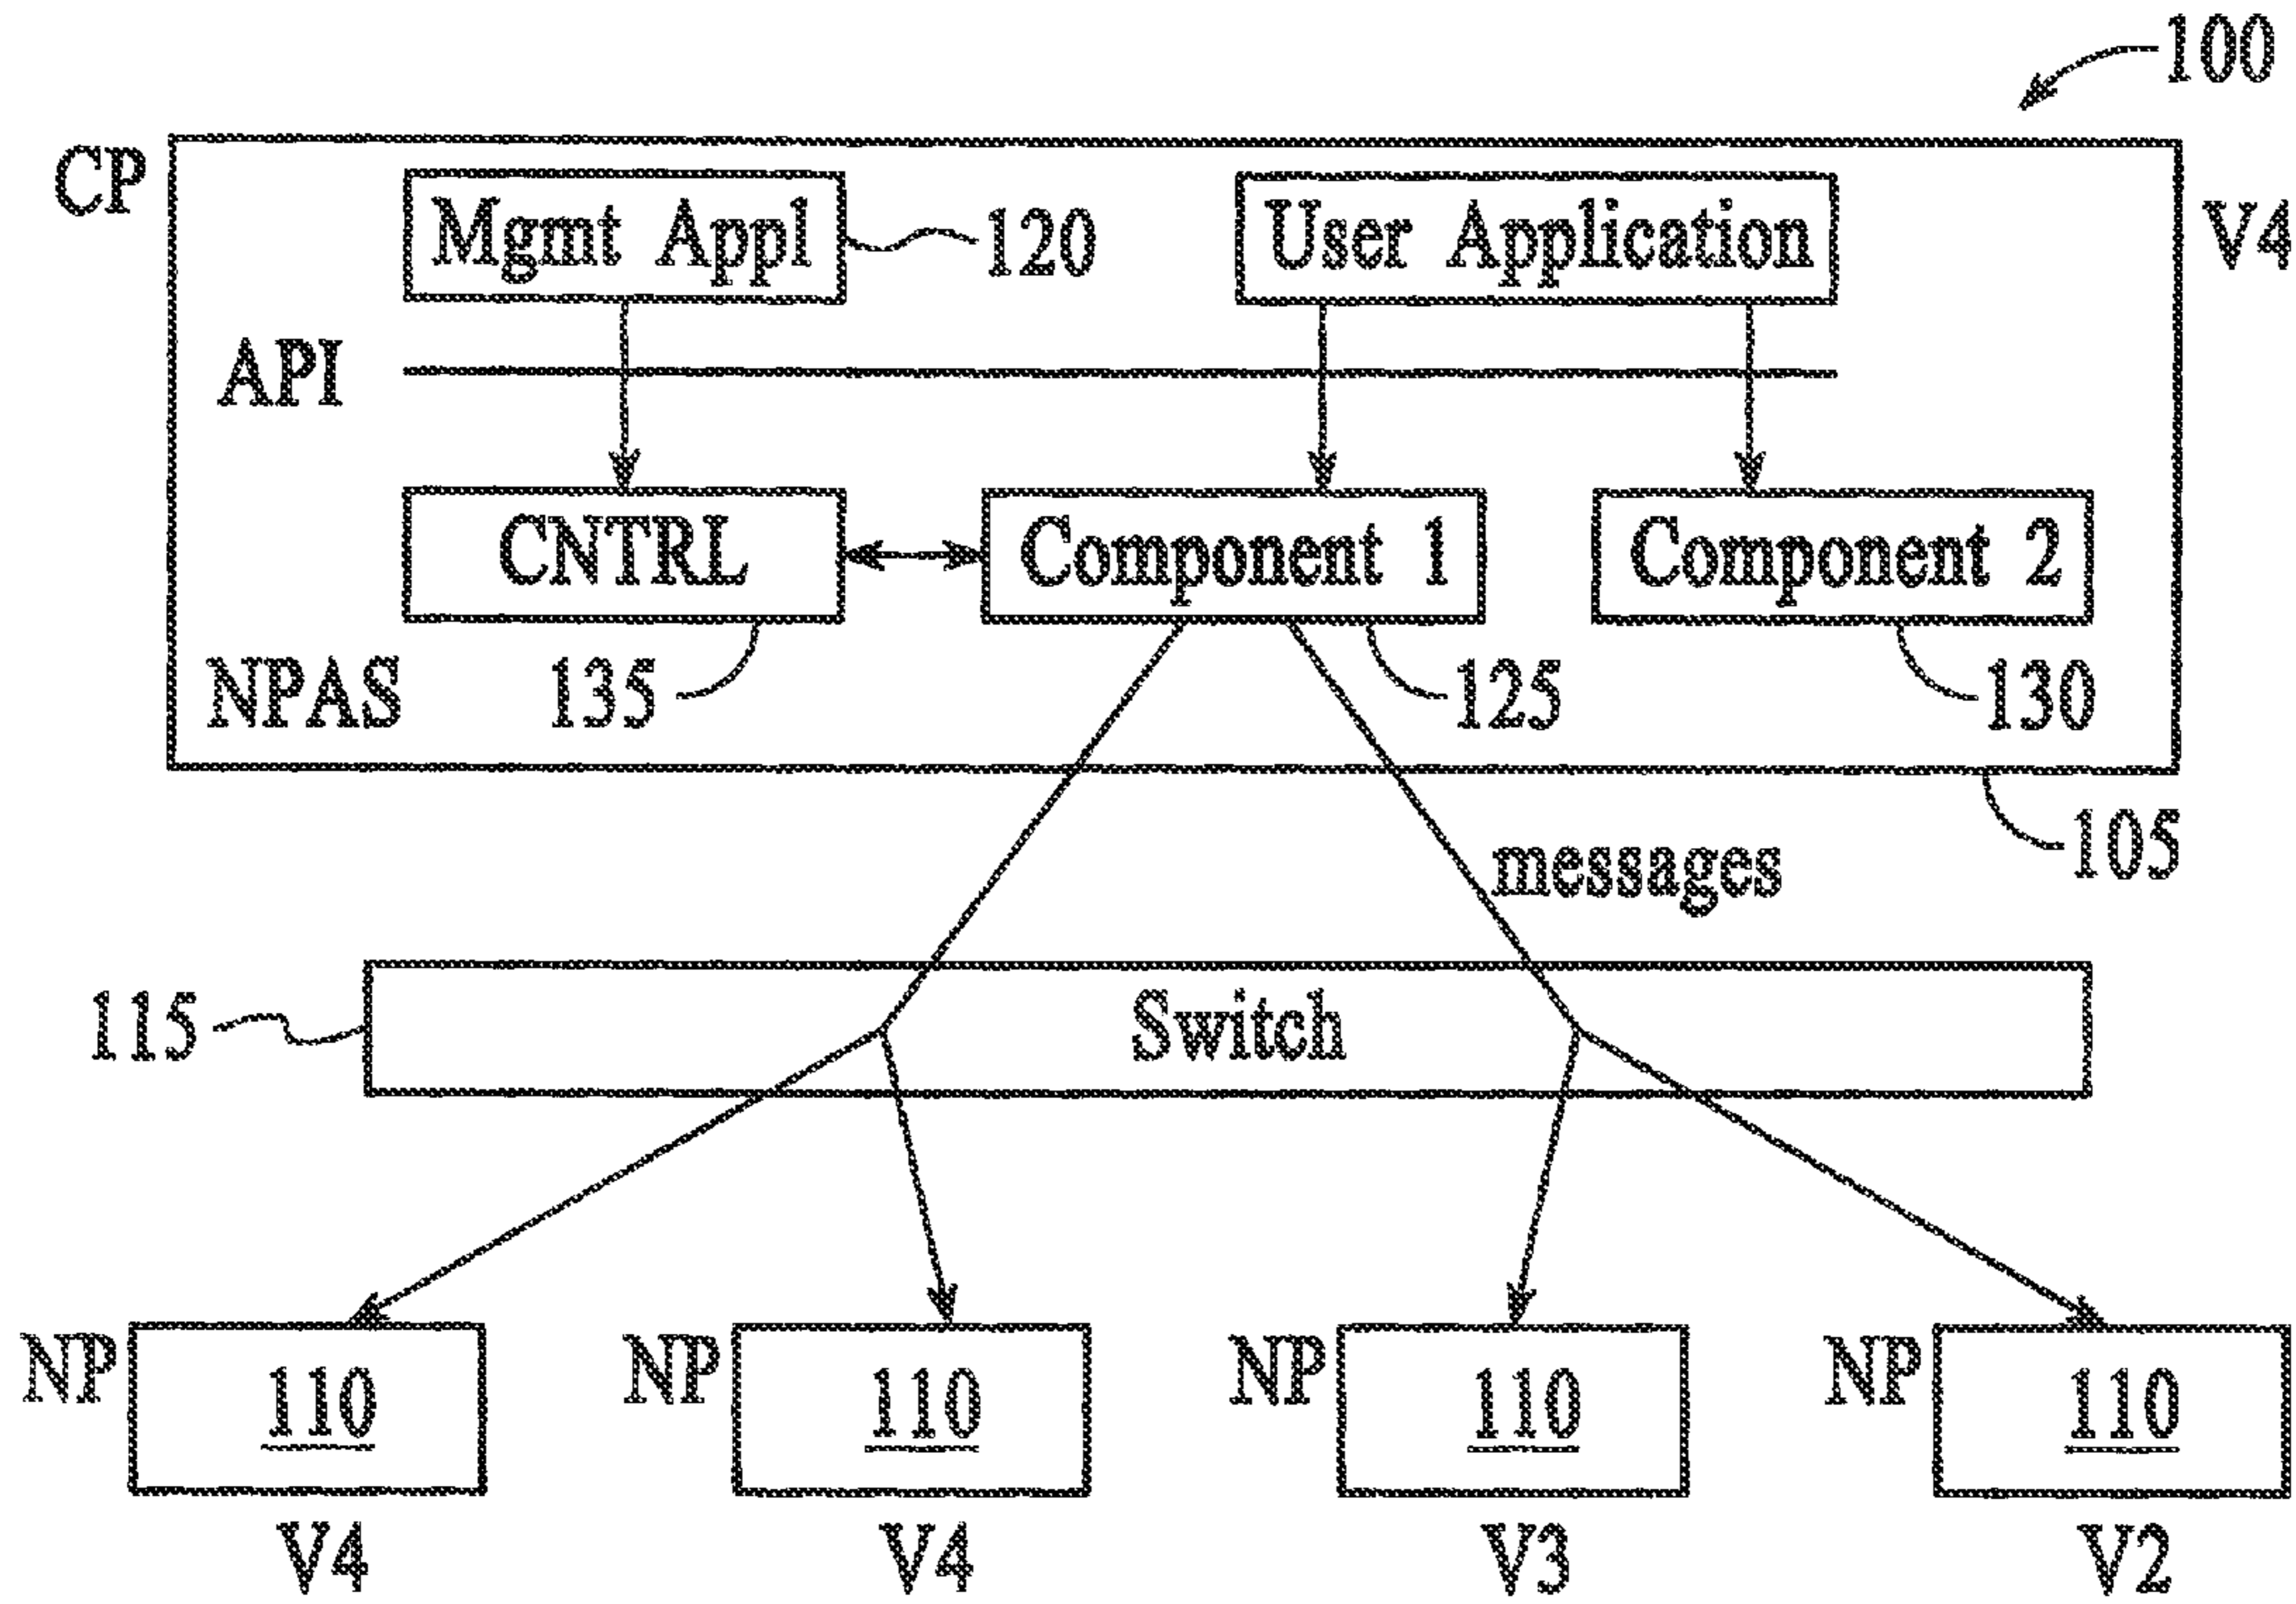 100
CP
Mgmt Appl
120
User Application
V4
API
CNTRL
Component 1
Component 2
NPAS
135
125
130
105
messages
115
Switch
NP
110
NP
110
NP
110
NP
110
V4
V4
V3
V2